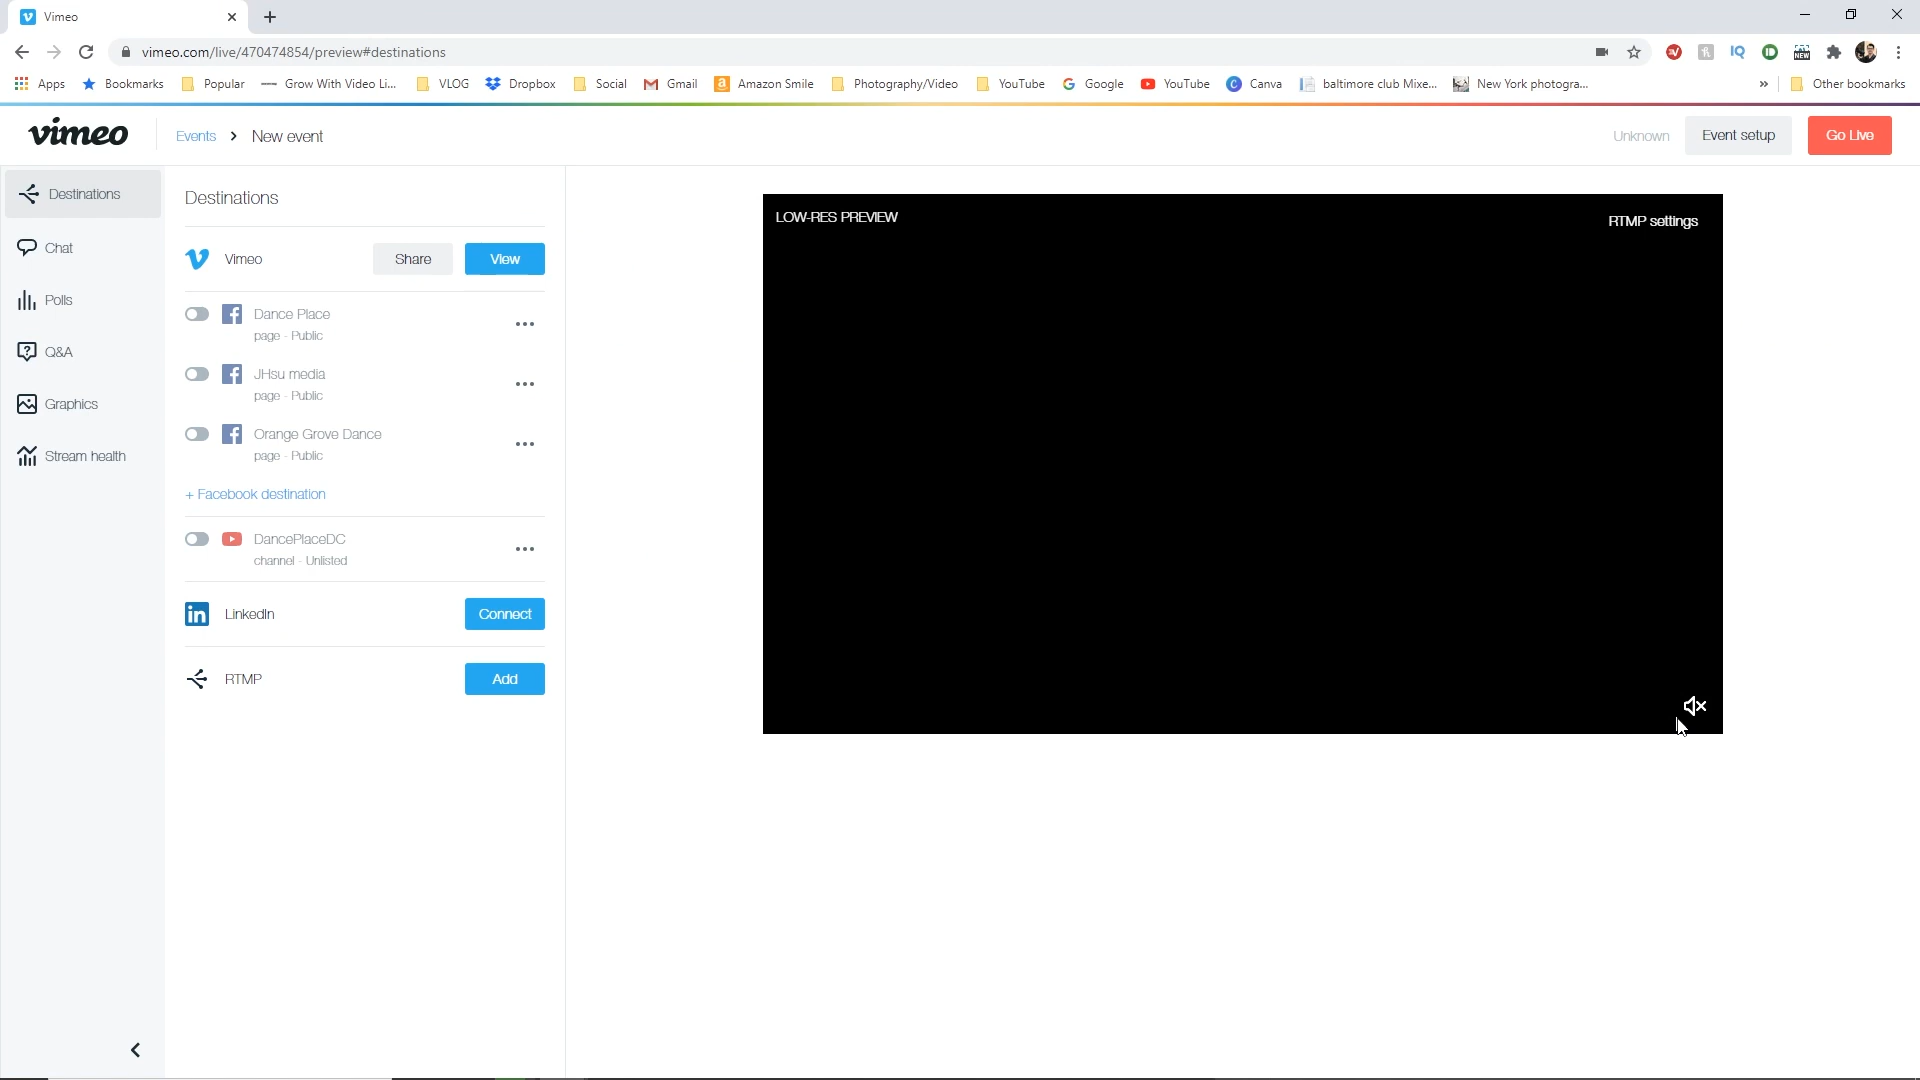 Vimeo
vimeo.com/live/470474854/preview#destinations
Apps Bookmarks Popular Grow With Video Li... VLOG Dropbox Social Gmail Amazon Smile Photography/Video YouTube Google YouTube Canva baltimore club Mixe... New York photogra... » Other bookmarks
vimeo Events > New event Unknown Event setup Go Live
Destinations
Chat
Polls
Q&A
Graphics
Stream health
Destinations
Vimeo Share View
Dance Place
page - Public
JHsu media
page - Public
Orange Grove Dance
page - Public
+ Facebook destination
DancePlaceDC
channel - Unlisted
LinkedIn Connect
RTMP Add
LOW-RES PREVIEW RTMP settings